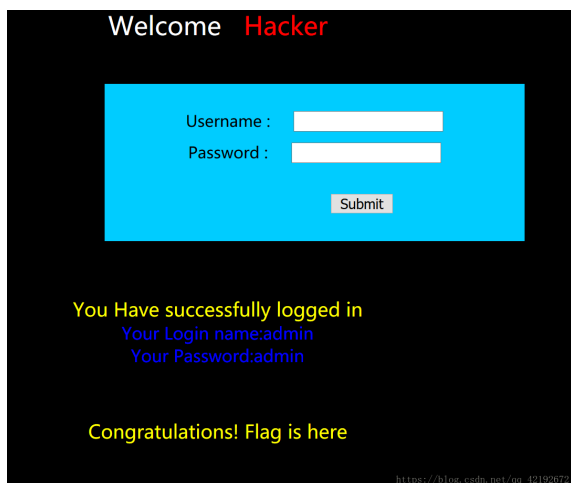 Welcome Hacker
Username :
Password :
Submit
You Have successfully logged in
Your Login name:admin
Your Password:admin
Congratulations! Flag is here
https://blog.csdn.net/qq_42192672